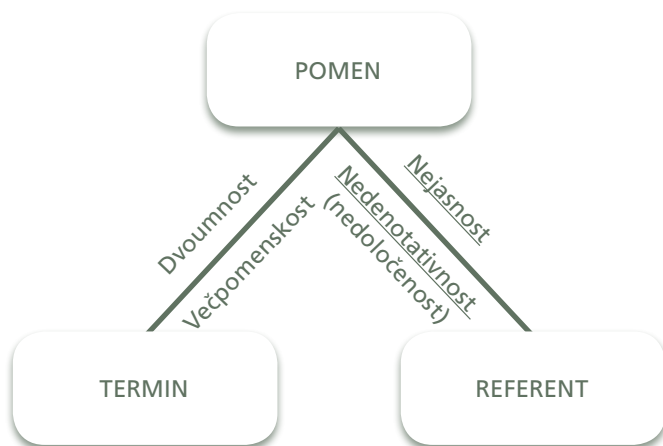 POMEN
Dvoumnost
Večpomenskost
Nejasnost
Nedenotativnost
(nedoločenost)
TERMIN
REFERENT